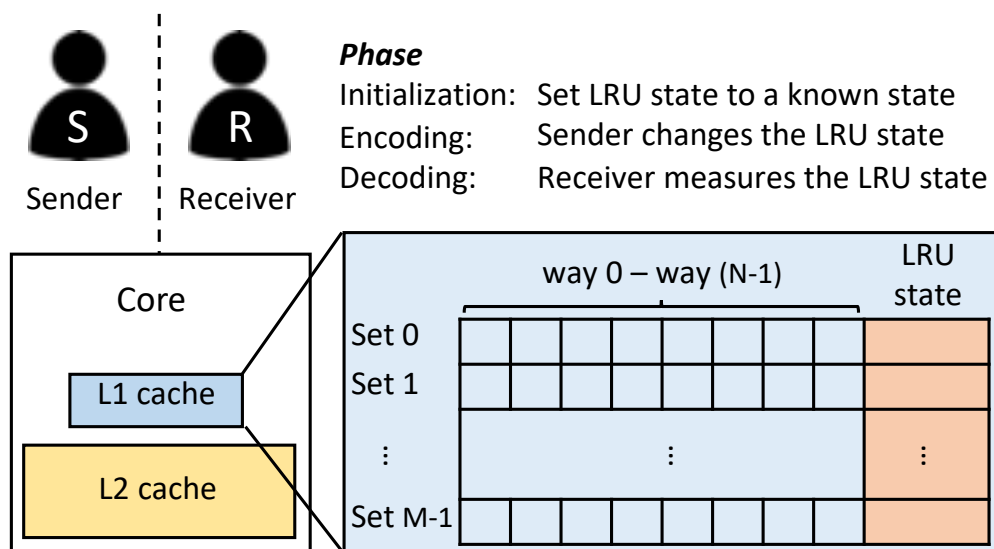 S
R
Sender
Receiver
Phase
Initialization: Set LRU state to a known state
Encoding: Sender changes the LRU state
Decoding: Receiver measures the LRU state
Core
L1 cache
L2 cache
way 0 – way (N-1)
LRU
state
Set 0
Set 1
⋮ ⋮ ⋮
Set M-1